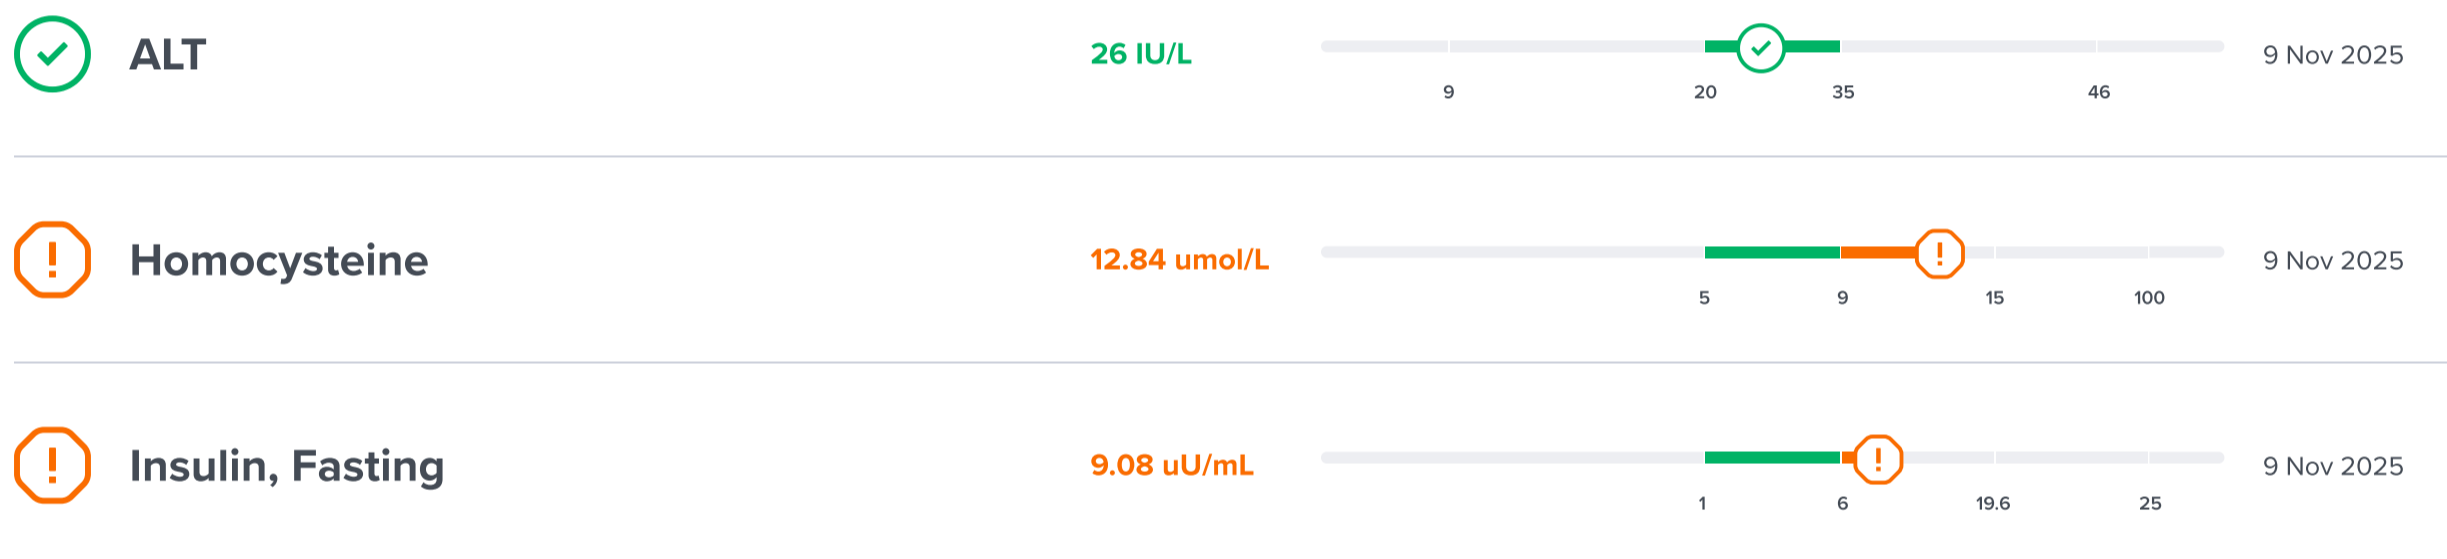 ALT 26 IU/L 9 Nov 2025
9 20 35 46
Homocysteine 12.84 umol/L 9 Nov 2025
5 9 15 100
Insulin, Fasting 9.08 uU/mL 9 Nov 2025
1 6 19.6 25